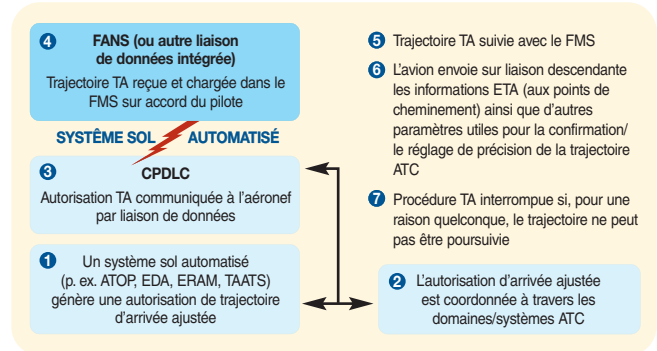 4 FANS (ou autre liaison
de données intégrée)
Trajectoire TA reçue et chargée dans le
FMS sur accord du pilote
SYSTÊME SOL AUTOMATISÉ
3 CPDLC
Autorisation TA communiquée à l'aéronef
par liaison de données
1 Un système sol automatisé
(p. ex. ATOP, EDA, ERAM, TAATS)
génère une autorisation de trajectoire
d'arrivée ajustée
5 Trajectoire TA suivie avec le FMS
6 L'avion envoie sur liaison descendante
les informations ETA (aux points de
cheminement) ainsi que d'autres
paramètres utiles pour la confirmation/
le réglage de précision de la trajectoire
ATC
7 Procédure TA interrompue si, pour une
raison quelconque, le trajectoire ne peut
pas être poursuivie
2 L'autorisation d'arrivée ajustée
est coordonnée à travers les
domaines/systèmes ATC